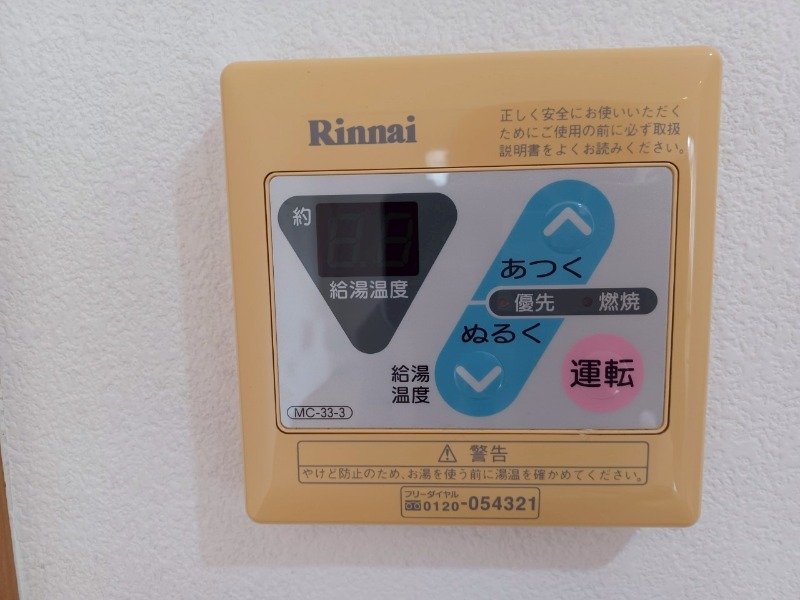 Rinnai
正しく安全にお使いいただく
ためにご使用の前に必ず取扱
説明書をよくお読みください。
約
給湯温度
あつく
優先 燃焼
ぬるく
給湯
温度
運転
MC-33-3
⚠ 警告
やけど防止のため、お湯を使う前に湯温を確かめてください。
フリーダイヤル
0120-054321